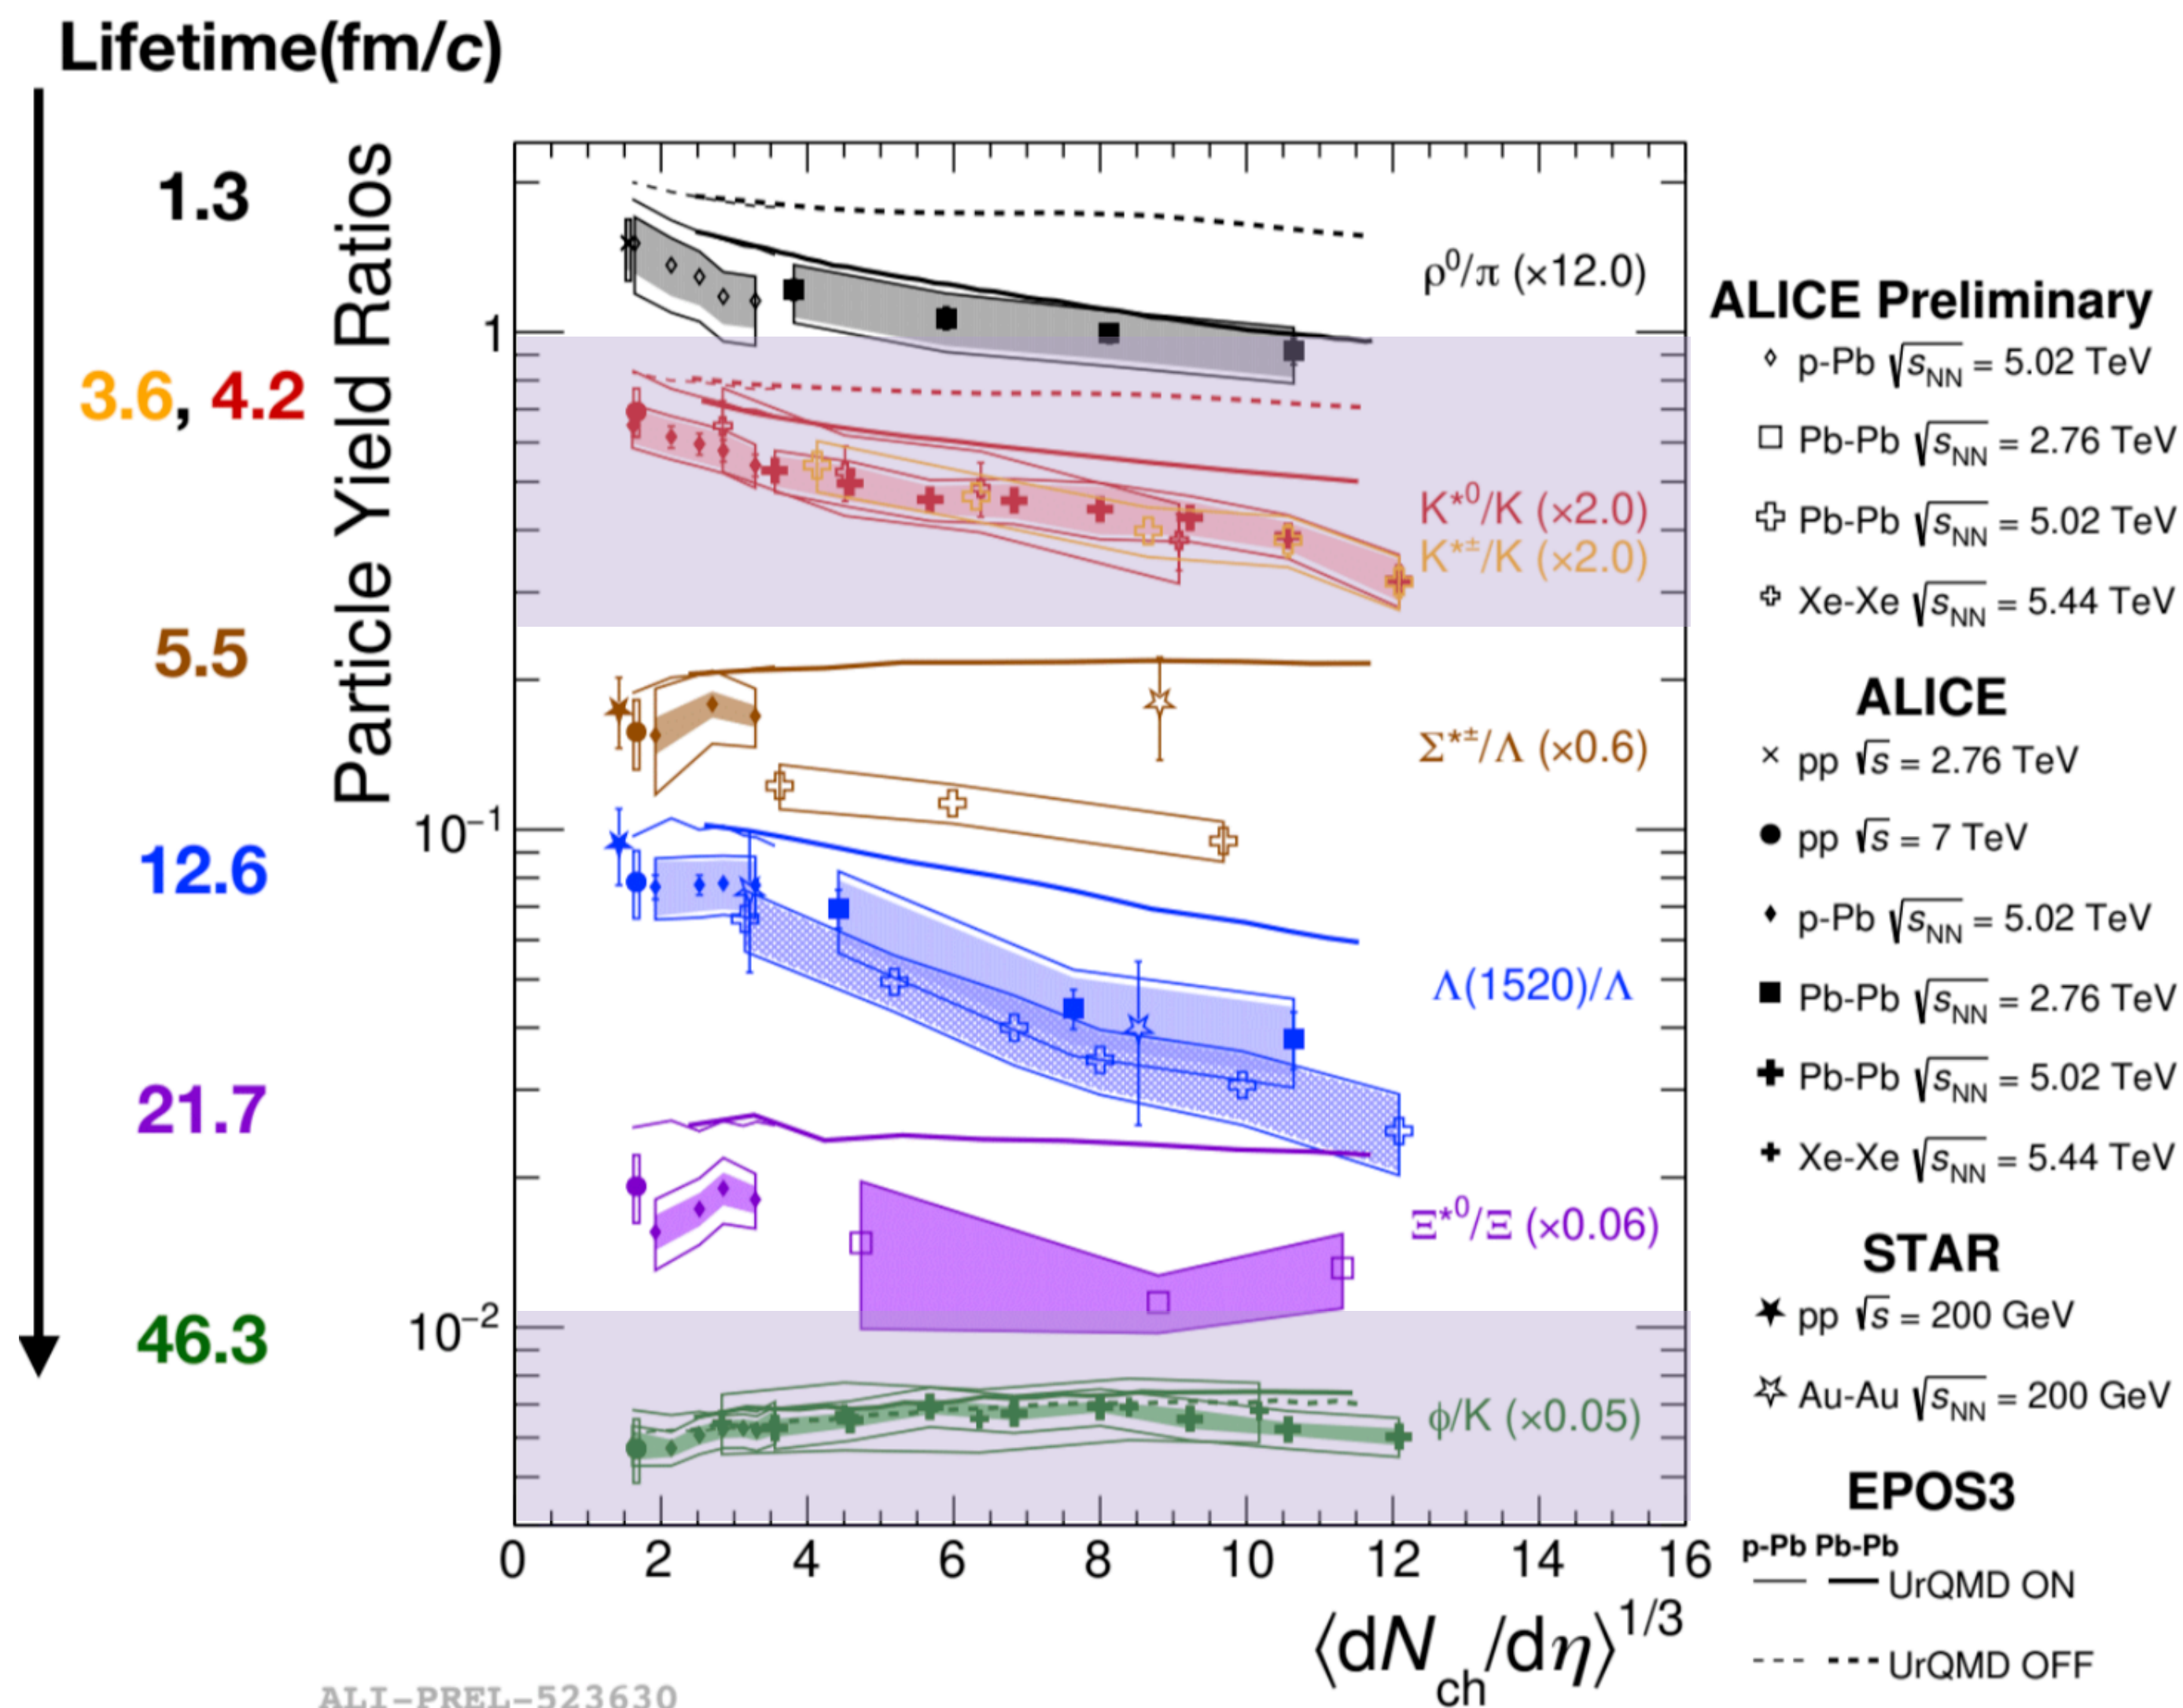 Lifetime(fm/c)
1.3
3.6, 4.2
5.5
12.6
21.7
46.3
Particle Yield Ratios
1
10⁻¹
10⁻²
ρ⁰/π (×12.0)
K*⁰/K (×2.0)
K*±/K (×2.0)
Σ*±/Λ (×0.6)
Λ(1520)/Λ
Ξ*⁰/Ξ (×0.06)
ϕ/K (×0.05)
0 2 4 6 8 10 12 14 16
⟨dN_ch/dη⟩^1/3
ALICE Preliminary
p-Pb √s_NN = 5.02 TeV
Pb-Pb √s_NN = 2.76 TeV
Pb-Pb √s_NN = 5.02 TeV
Xe-Xe √s_NN = 5.44 TeV
ALICE
pp √s = 2.76 TeV
pp √s = 7 TeV
p-Pb √s_NN = 5.02 TeV
Pb-Pb √s_NN = 2.76 TeV
Pb-Pb √s_NN = 5.02 TeV
Xe-Xe √s_NN = 5.44 TeV
STAR
pp √s = 200 GeV
Au-Au √s_NN = 200 GeV
EPOS3
p-Pb Pb-Pb
UrQMD ON
UrQMD OFF
ALI-PREL-523630